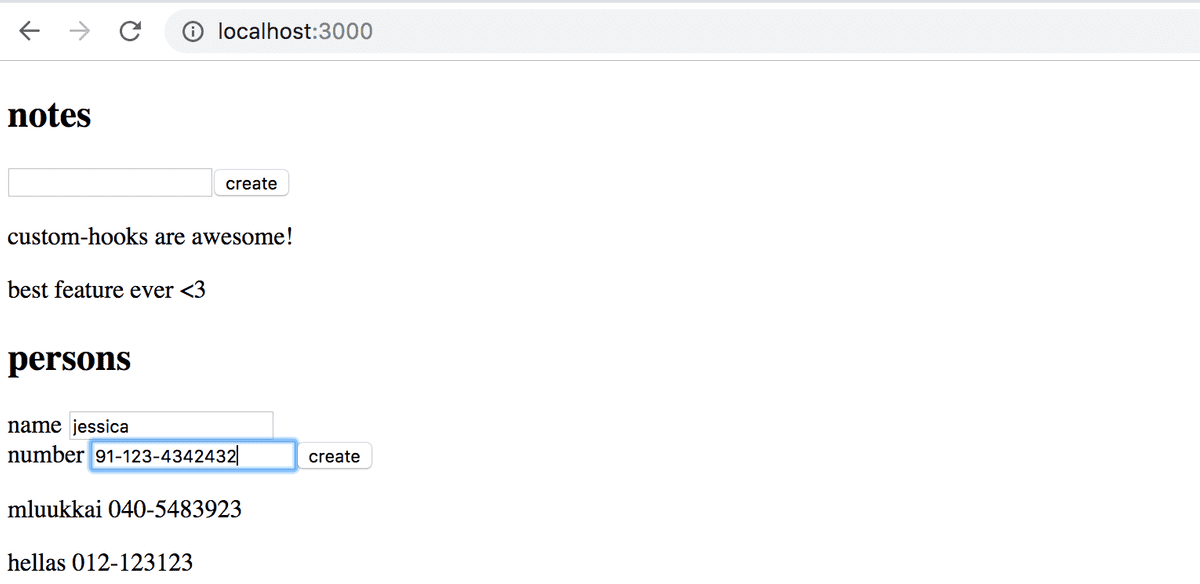 localhost:3000
notes
create
custom-hooks are awesome!
best feature ever <3
persons
name jessica
number 91-123-4342432 create
mluukkai 040-5483923
hellas 012-123123